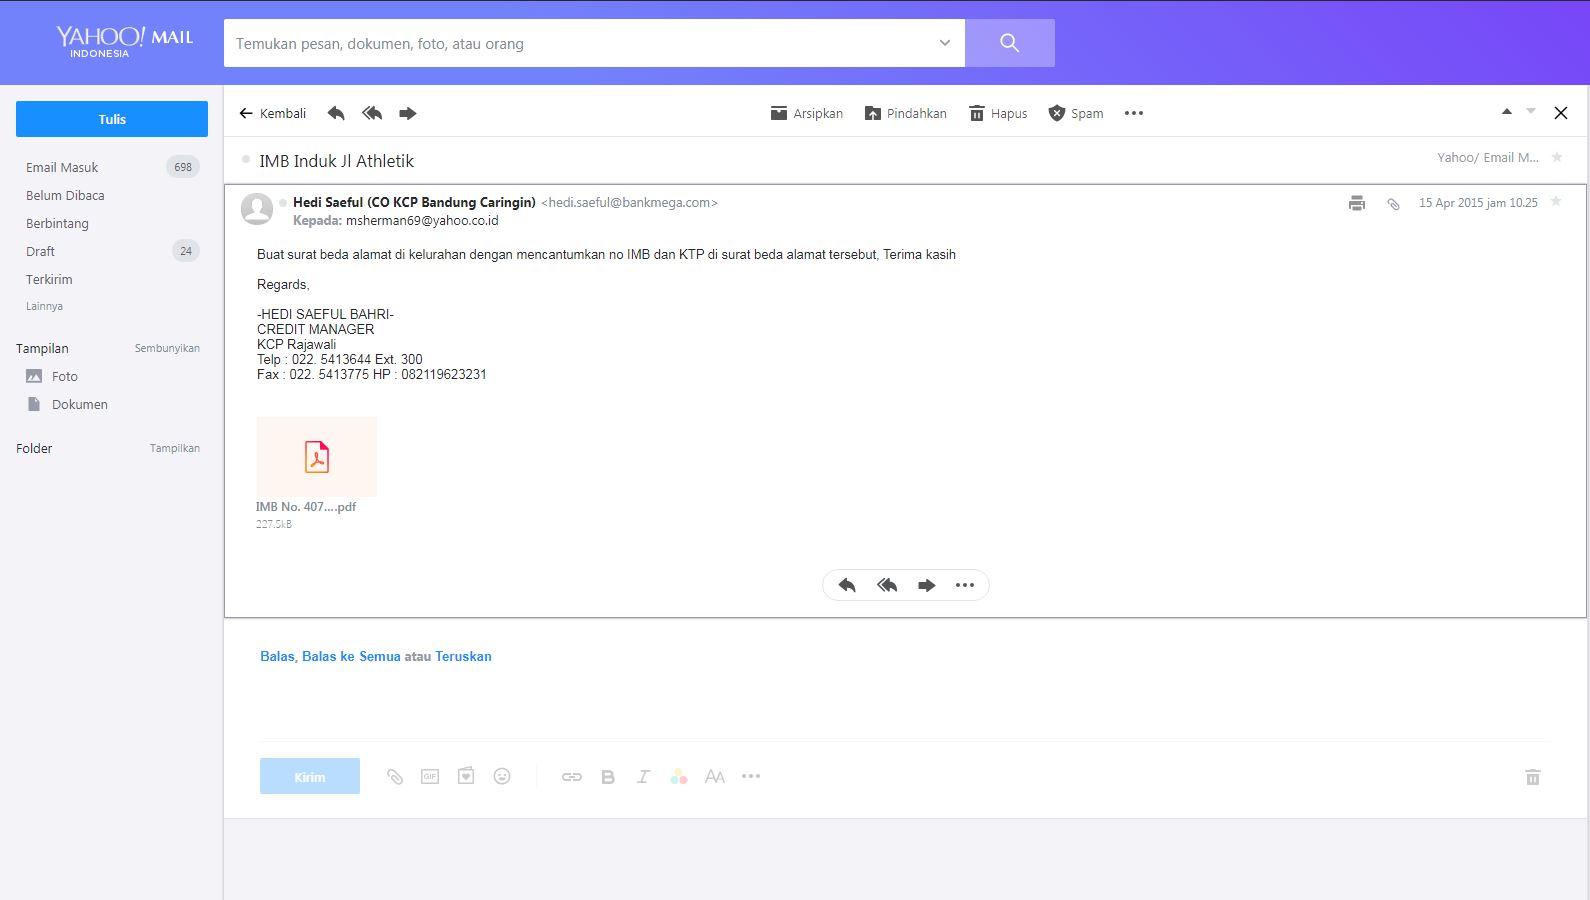 YAHOO! MAIL
INDONESIA
Temukan pesan, dokumen, foto, atau orang
Tulis
Email Masuk 698
Belum Dibaca
Berbintang
Draft 24
Terkirim
Lainnya
Tampilan Sembunyikan
Foto
Dokumen
Folder Tampilkan
Kembali Arsipkan Pindahkan Hapus Spam
IMB Induk Jl Athletik Yahoo/ Email M...
Hedi Saeful (CO KCP Bandung Caringin) <hedi.saeful@bankmega.com> 15 Apr 2015 jam 10.25
Kepada: msherman69@yahoo.co.id
Buat surat beda alamat di kelurahan dengan mencantumkan no IMB dan KTP di surat beda alamat tersebut, Terima kasih
Regards,
-HEDI SAEFUL BAHRI-
CREDIT MANAGER
KCP Rajawali
Telp : 022. 5413644 Ext. 300
Fax : 022. 5413775 HP : 082119623231
IMB No. 407....pdf
227.5kB
Balas, Balas ke Semua atau Teruskan
Kirim GIF B I AA